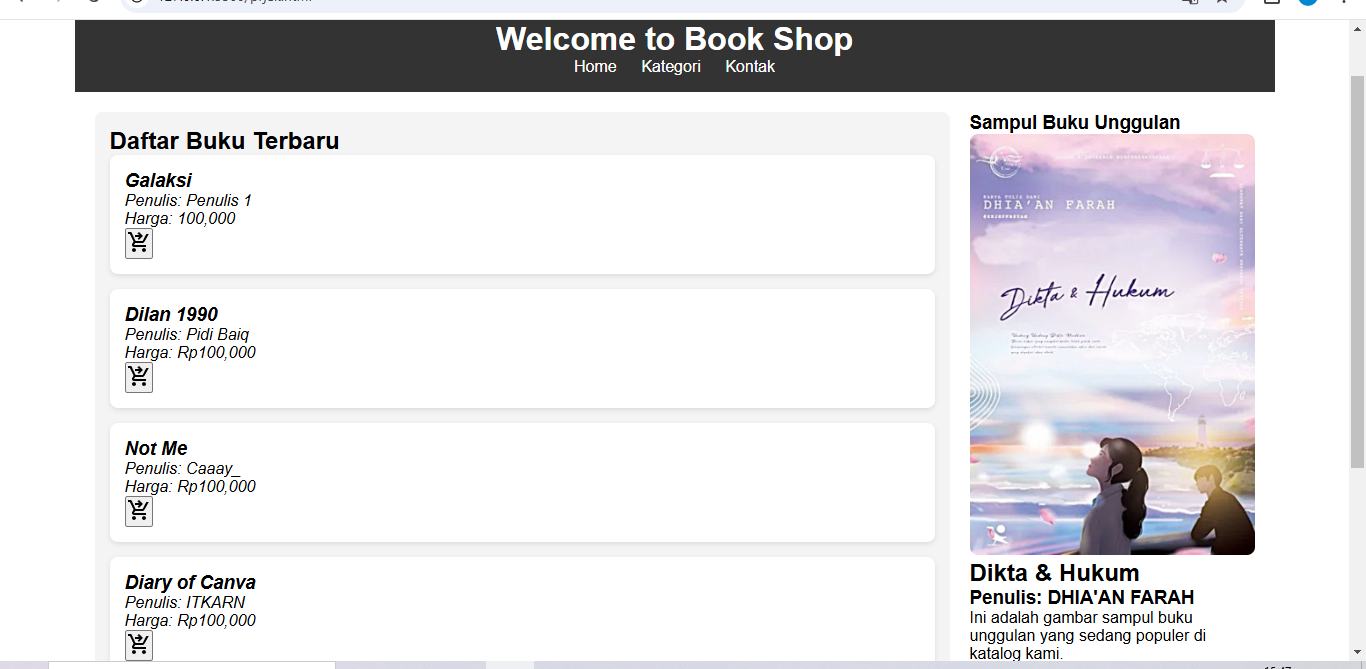 Welcome to Book Shop
Home Kategori Kontak
Daftar Buku Terbaru
Galaksi
Penulis: Penulis 1
Harga: 100,000
Dilan 1990
Penulis: Pidi Baiq
Harga: Rp100,000
Not Me
Penulis: Caaay_
Harga: Rp100,000
Diary of Canva
Penulis: ITKARN
Harga: Rp100,000
Sampul Buku Unggulan
KARYA TULIS DARI
DHIA'AN FARAH
Dikta & Hukum
Dikta & Hukum
Penulis: DHIA'AN FARAH
Ini adalah gambar sampul buku
unggulan yang sedang populer di
katalog kami.